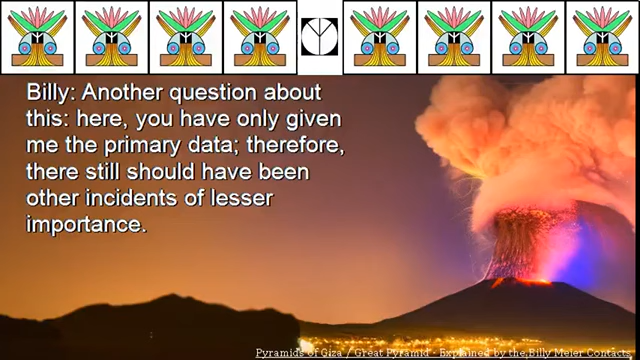 Billy: Another question about
this: here, you have only given
me the primary data; therefore,
there still should have been
other incidents of lesser
importance.
Pyramids of Giza / Great Pyramid - Explained by the Billy Meier Contacts